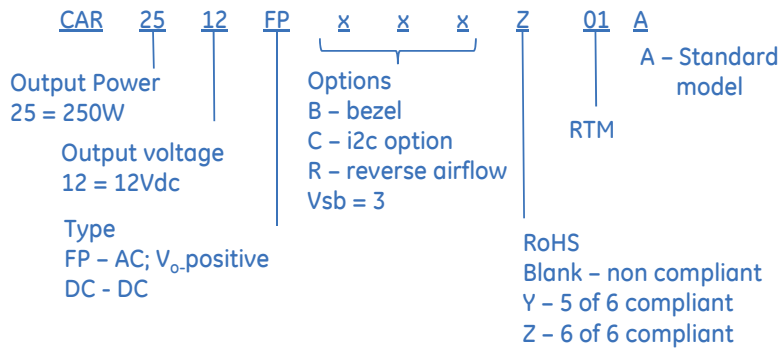 CAR 25 12 FP x x x Z 01 A
A – Standard
model
Output Power
25 = 250W
Options
B – bezel
C – i2c option
R – reverse airflow
Vsb = 3
RTM
Output voltage
12 = 12Vdc
Type
FP – AC; Vo-positive
DC - DC
RoHS
Blank – non compliant
Y – 5 of 6 compliant
Z – 6 of 6 compliant